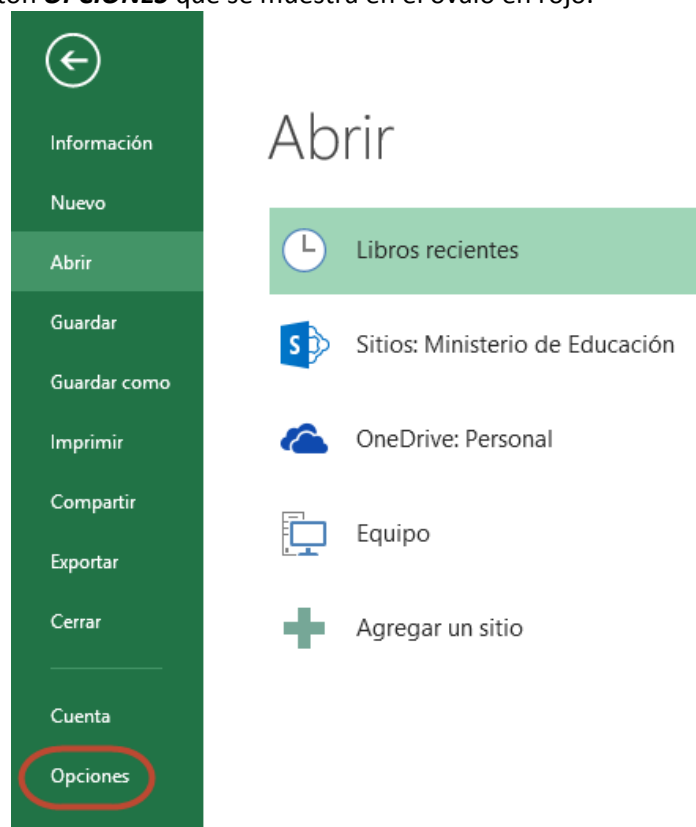 OPCIONES que se muestra en el óvalo en rojo.
Información
Nuevo
Abrir
Guardar
Guardar como
Imprimir
Compartir
Exportar
Cerrar
Cuenta
Opciones
Abrir
Libros recientes
S
Sitios: Ministerio de Educación
OneDrive: Personal
Equipo
Agregar un sitio